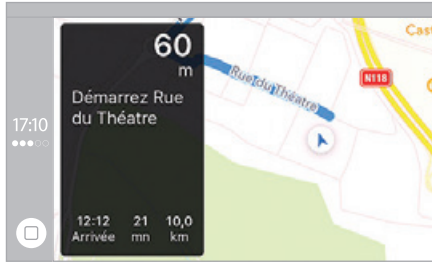 60
m
Démarrez Rue
du Théatre
17:10
12:12 21 10,0
Arrivée mn km
Rue du Théatre
N118